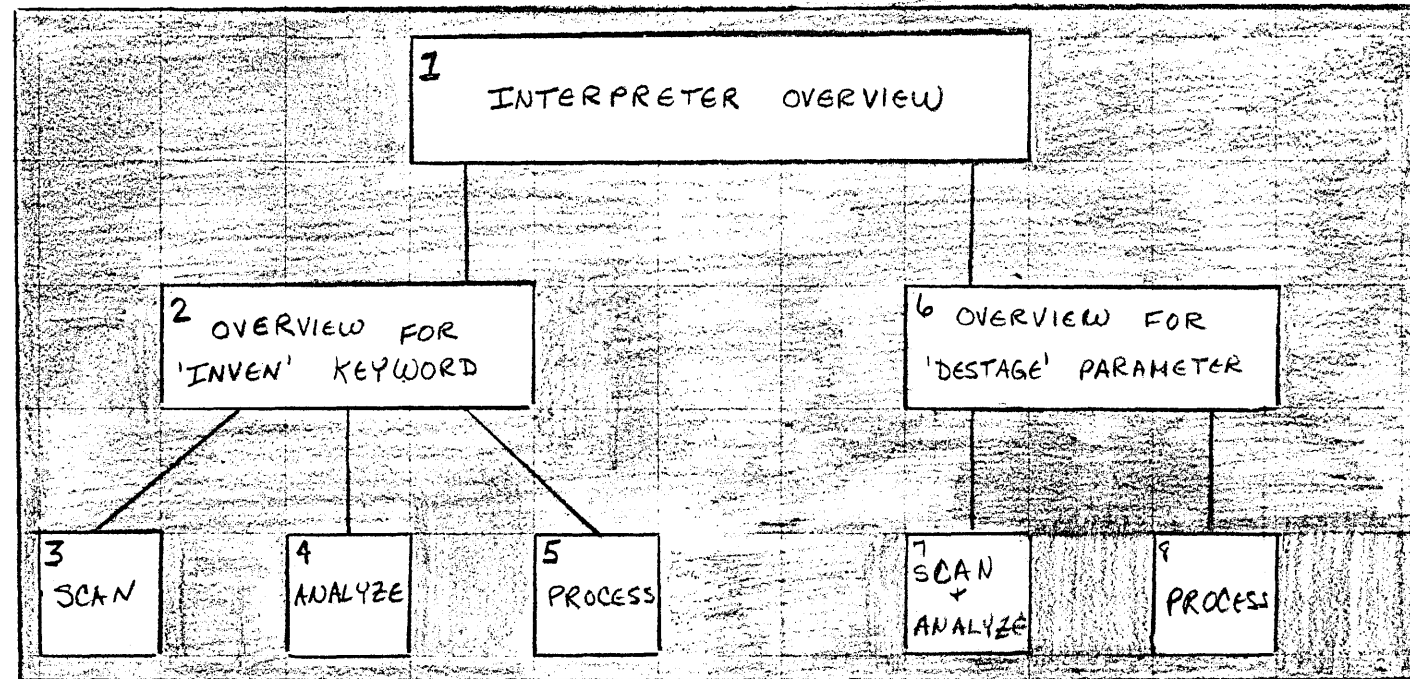 1
INTERPRETER OVERVIEW
2
OVERVIEW FOR
'INVEN' KEYWORD
6
OVERVIEW FOR
'DESTAGE' PARAMETER
3
SCAN
4
ANALYZE
5
PROCESS
7
SCAN
+
ANALYZE
8
PROCESS